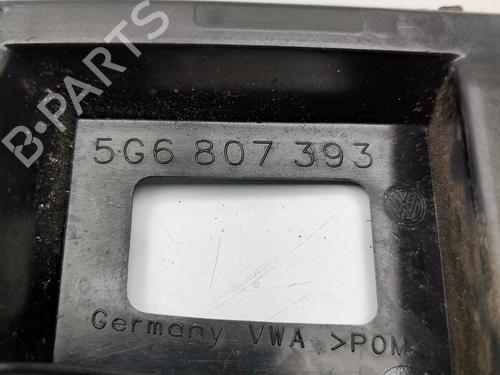 B-PARTS
5G6 807 393
Germany VWA >POM